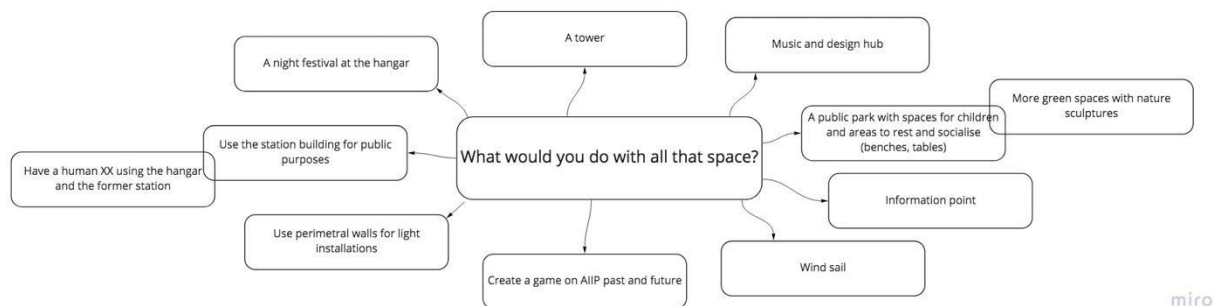 A tower
Music and design hub
A night festival at the hangar
More green spaces with nature
sculptures
A public park with spaces for children
and areas to rest and socialise
(benches, tables)
Use the station building for public
purposes
What would you do with all that space?
Have a human XX using the hangar
and the former station
Information point
Use perimetral walls for light
installations
Wind sail
Create a game on AIIP past and future
miro